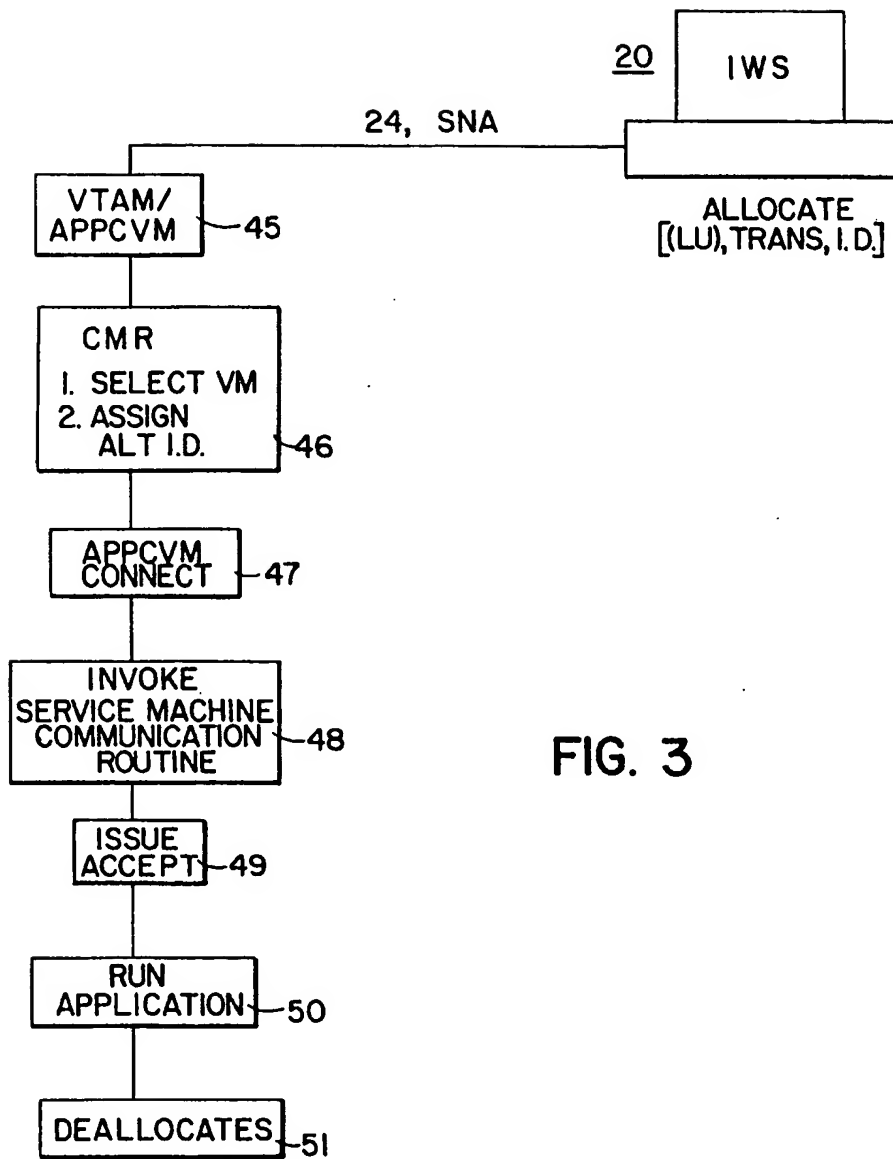 20
IWS
24, SNA
ALLOCATE
[(LU), TRANS, I.D.]
VTAM/
APPCVM
45
CMR
1. SELECT VM
2. ASSIGN
ALT I.D.
46
APPCVM
CONNECT
47
INVOKE
SERVICE MACHINE
COMMUNICATION
ROUTINE
48
FIG. 3
ISSUE
ACCEPT
49
RUN
APPLICATION
50
DEALLOCATES
51